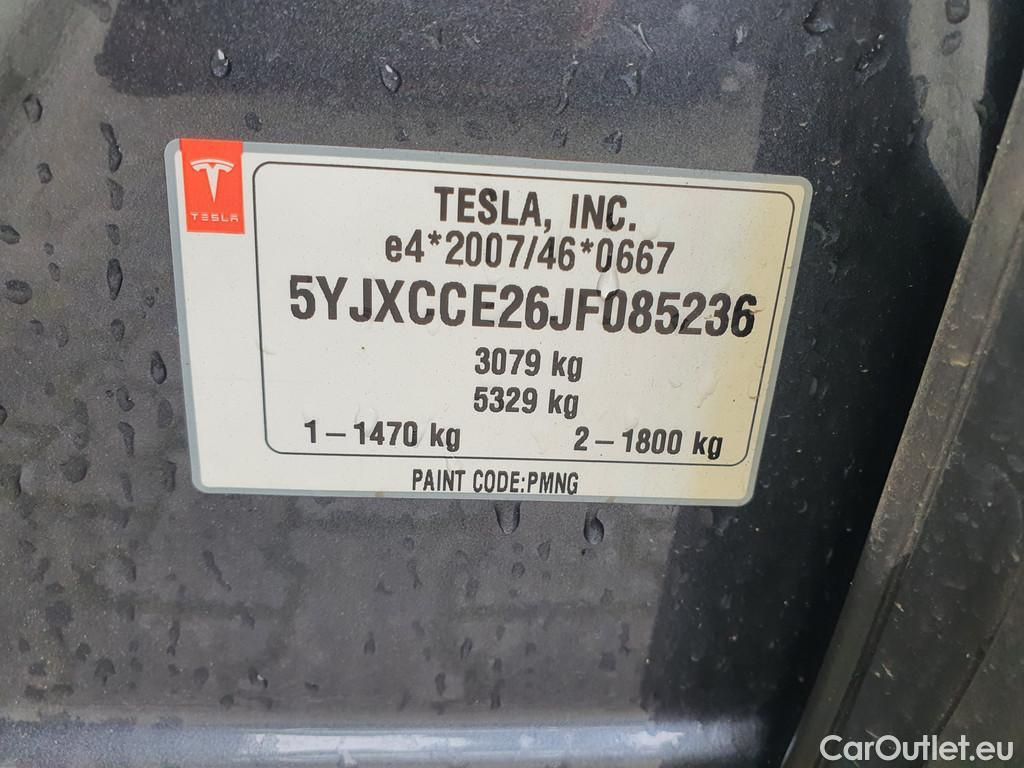 TESLA
TESLA, INC.
e4*2007/46*0667
5YJXCCE26JF085236
3079 kg
5329 kg
1–1470 kg 2–1800 kg
PAINT CODE:PMNG
CarOutlet.eu